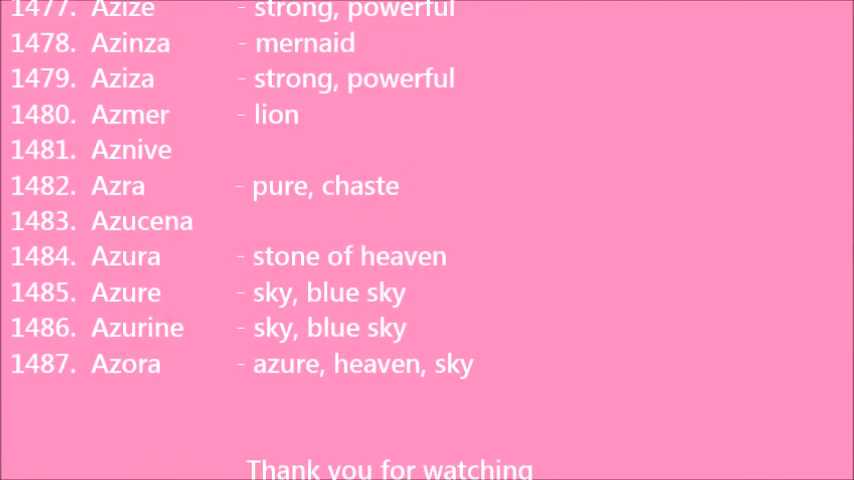 1477. Azize - strong, powerful
1478. Azinza - mernaid
1479. Aziza - strong, powerful
1480. Azmer - lion
1481. Aznive
1482. Azra - pure, chaste
1483. Azucena
1484. Azura - stone of heaven
1485. Azure - sky, blue sky
1486. Azurine - sky, blue sky
1487. Azora - azure, heaven, sky
Thank you for watching